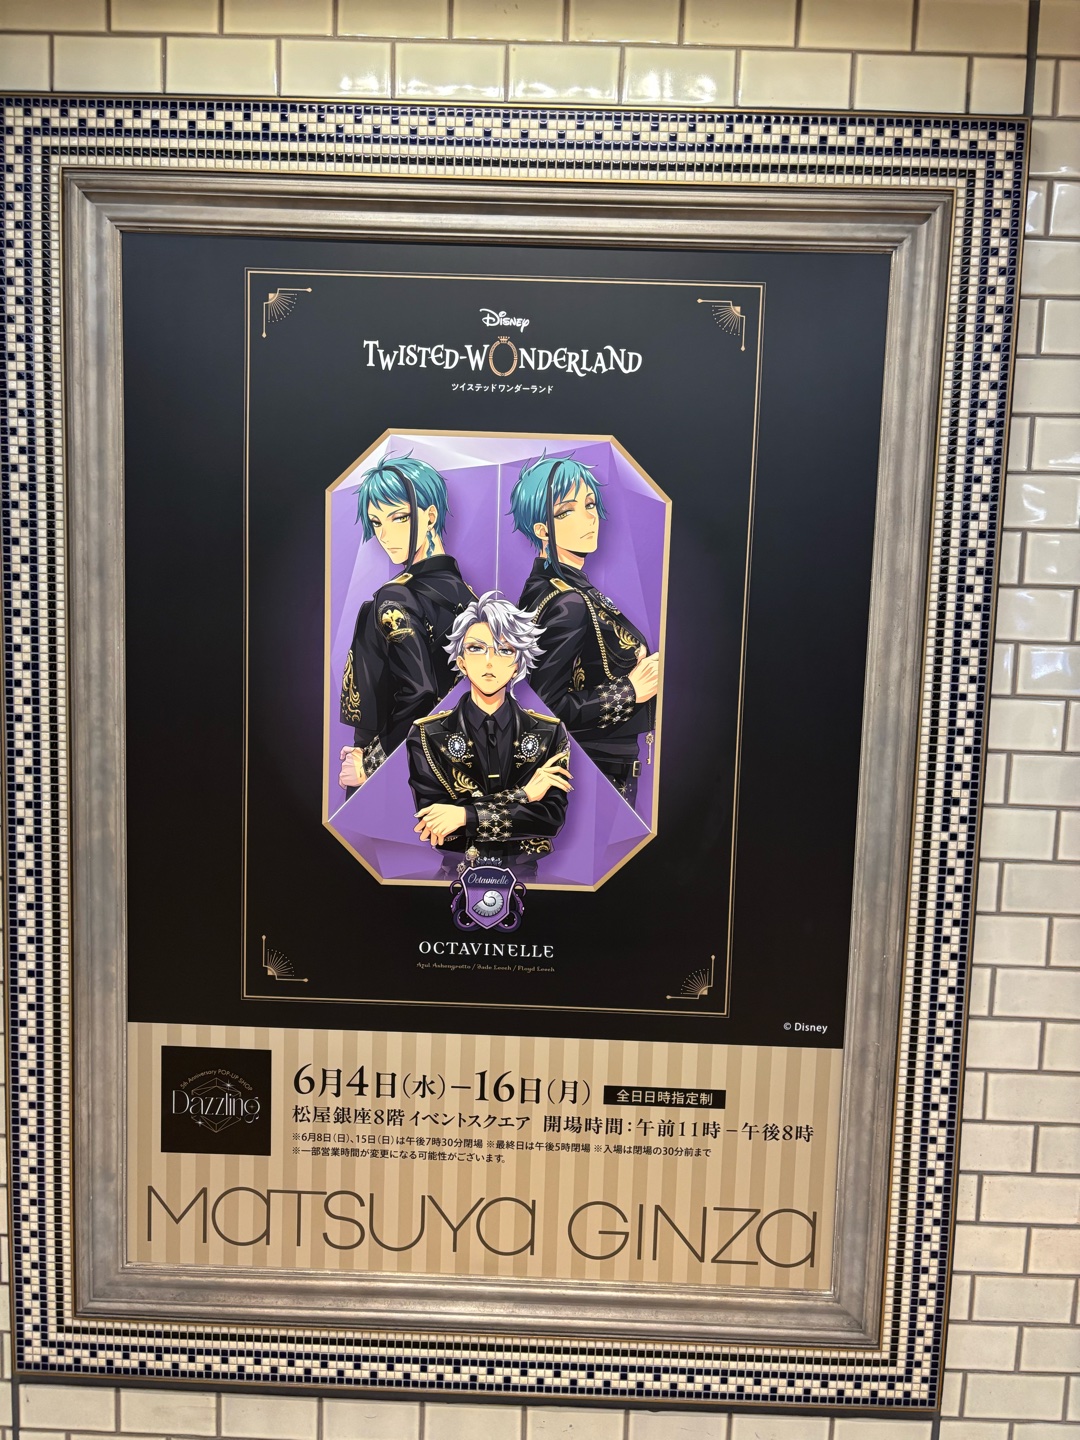 Disney
TWISTED-WONDERLAND
ツイステッドワンダーランド
Octavinelle
OCTAVINELLE
Azul Ashengrotto / Jade Leech / Floyd Leech
© Disney
5th Anniversary POP-UP SHOP
Dazzling
6月4日(水)−16日(月) 全日日時指定制
松屋銀座8階 イベントスクエア 開場時間:午前11時−午後8時
※6月8日(日)、15日(日)は午後7時30分閉場 ※最終日は午後5時閉場 ※入場は閉場の30分前まで
※一部営業時間が変更になる可能性がございます。
MATSUYA GINZA